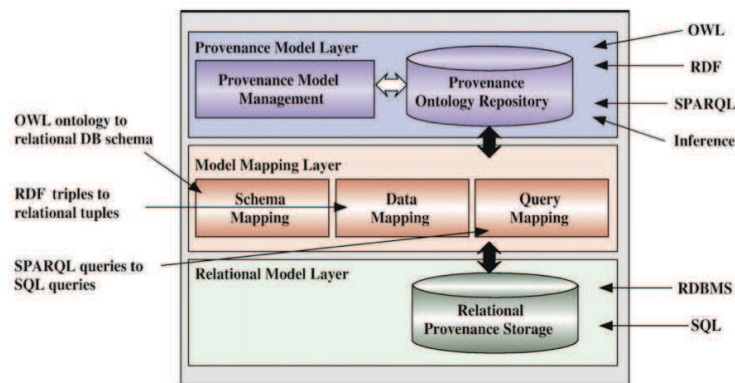 Provenance Model Layer
Provenance Model
Management
Provenance
Ontology Repository
OWL
RDF
SPARQL
Inference
OWL ontology to
relational DB schema
RDF triples to
relational tuples
SPARQL queries to
SQL queries
Model Mapping Layer
Schema
Mapping
Data
Mapping
Query
Mapping
Relational Model Layer
Relational
Provenance Storage
RDBMS
SQL